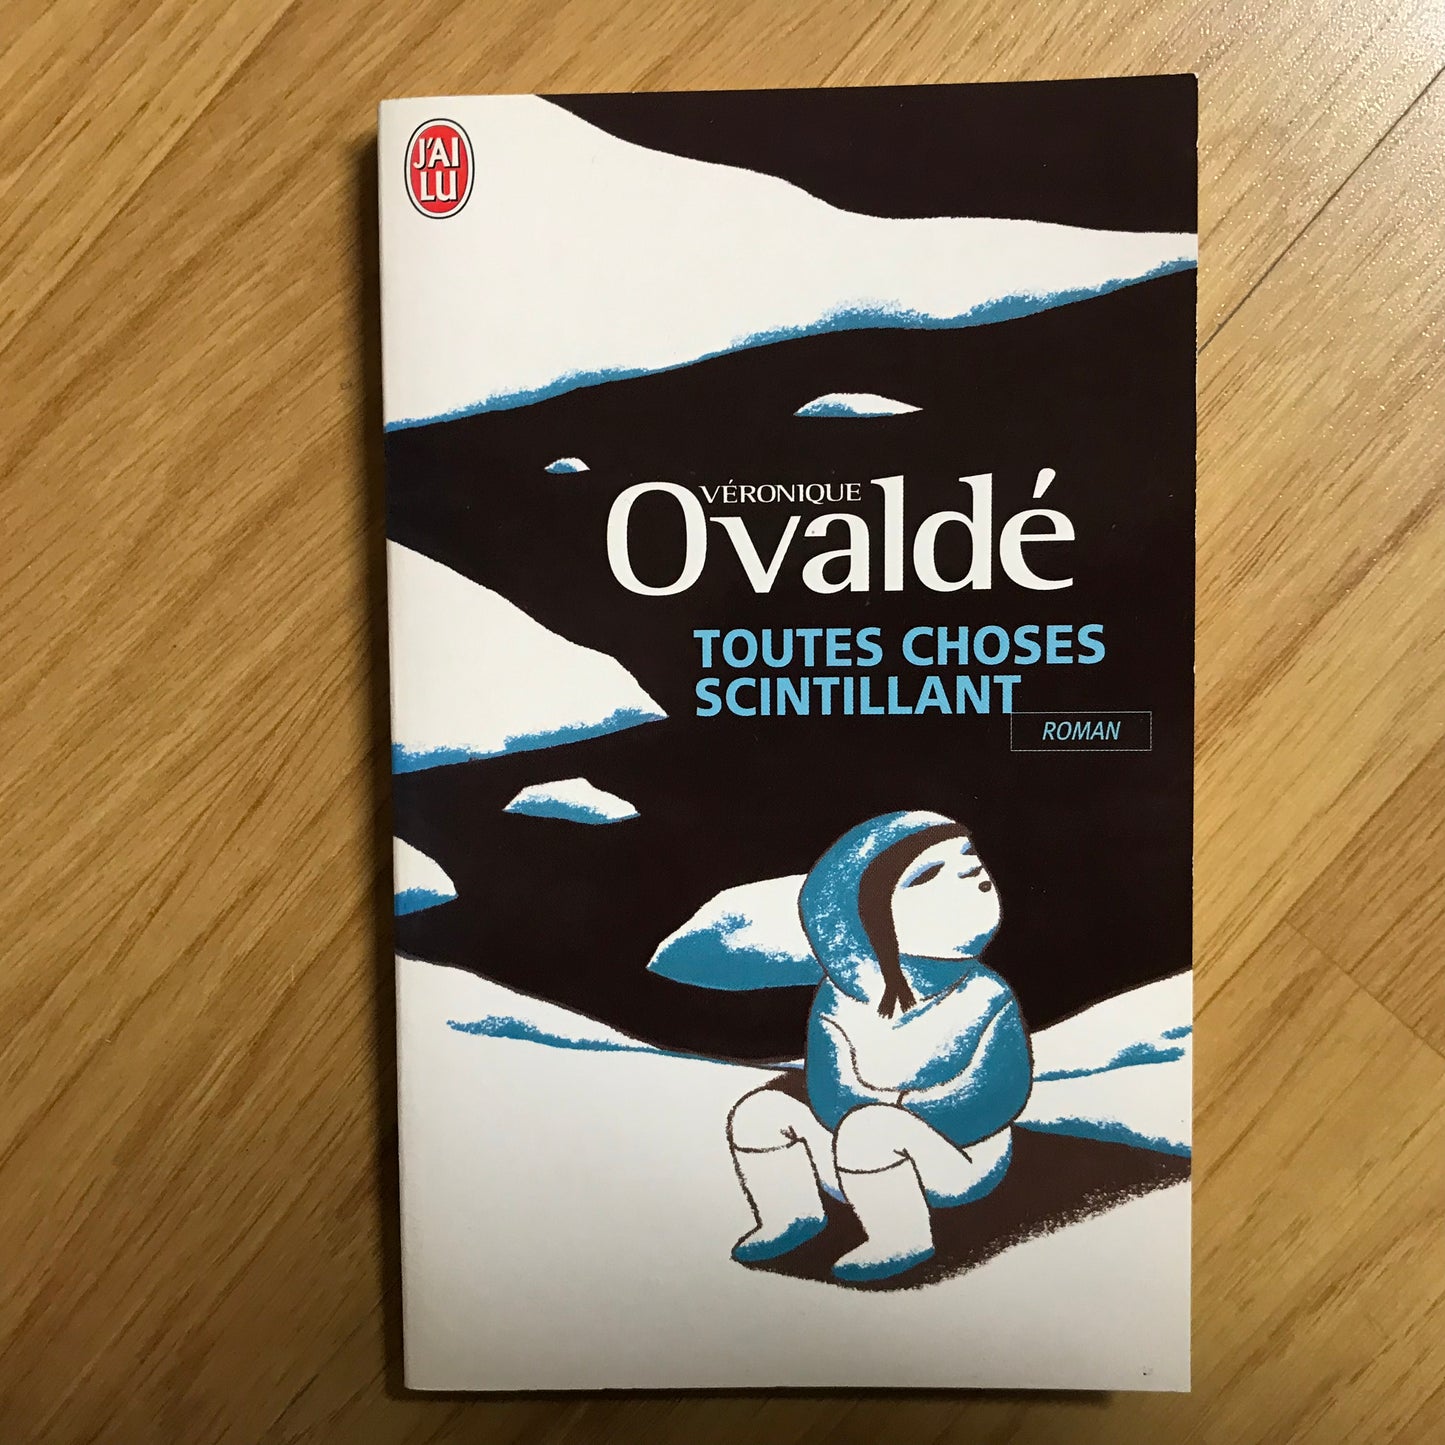 J'AI
LU
VÉRONIQUE
Ovaldé
TOUTES CHOSES
SCINTILLANT
ROMAN